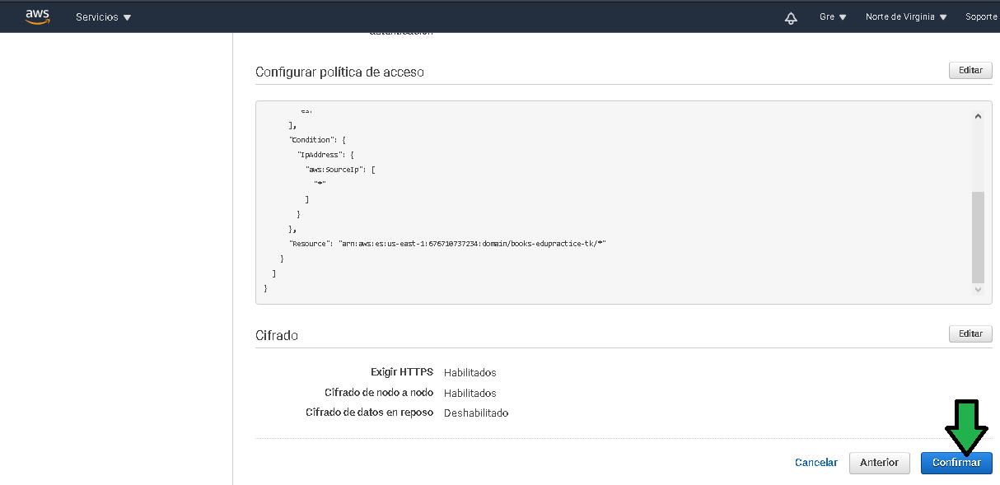 aws
Servicios
Gre
Norte de Virginia
Soporte
autenticación
Configurar política de acceso
Editar
],
"Condition": {
"IpAddress": {
"aws:SourceIp": [
"*"
]
}
},
"Resource": "arn:aws:es:us-east-1:676710737234:domain/books-edupractice-tk/*"
}
]
}
Cifrado
Editar
Exigir HTTPS Habilitados
Cifrado de nodo a nodo Habilitados
Cifrado de datos en reposo Deshabilitado
Cancelar
Anterior
Confirmar